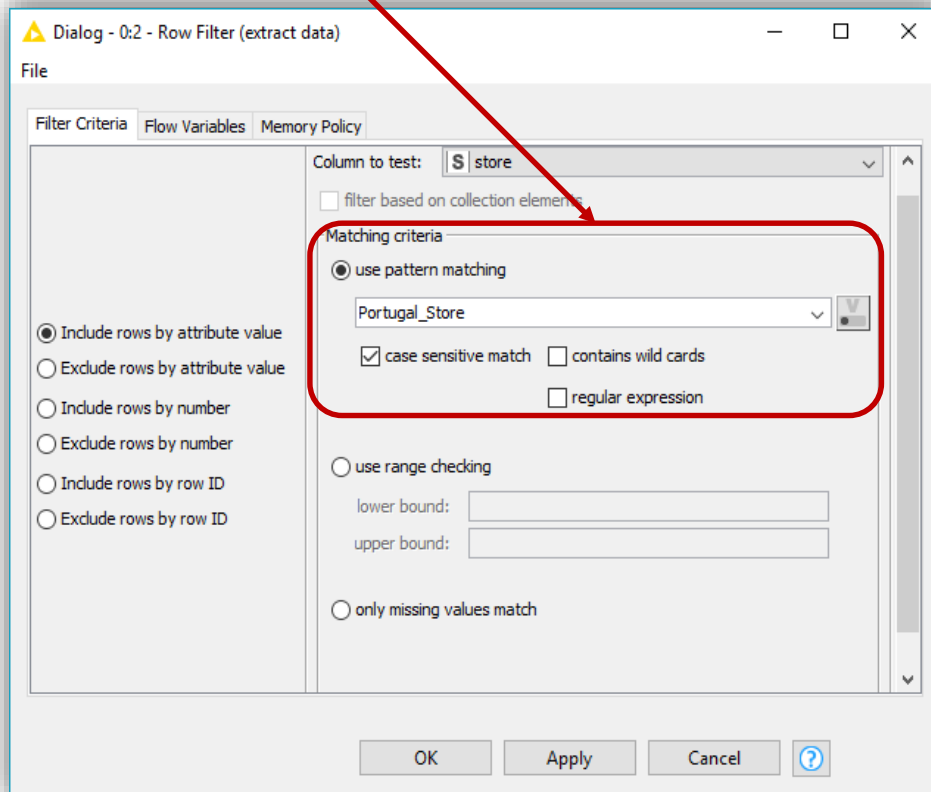 Dialog - 0:2 - Row Filter (extract data)
File
Filter Criteria Flow Variables Memory Policy
Column to test: S store
filter based on collection elements
Matching criteria
use pattern matching
Portugal_Store
V
case sensitive match contains wild cards
regular expression
Include rows by attribute value
Exclude rows by attribute value
Include rows by number
Exclude rows by number
Include rows by row ID
Exclude rows by row ID
use range checking
lower bound:
upper bound:
only missing values match
OK Apply Cancel ?